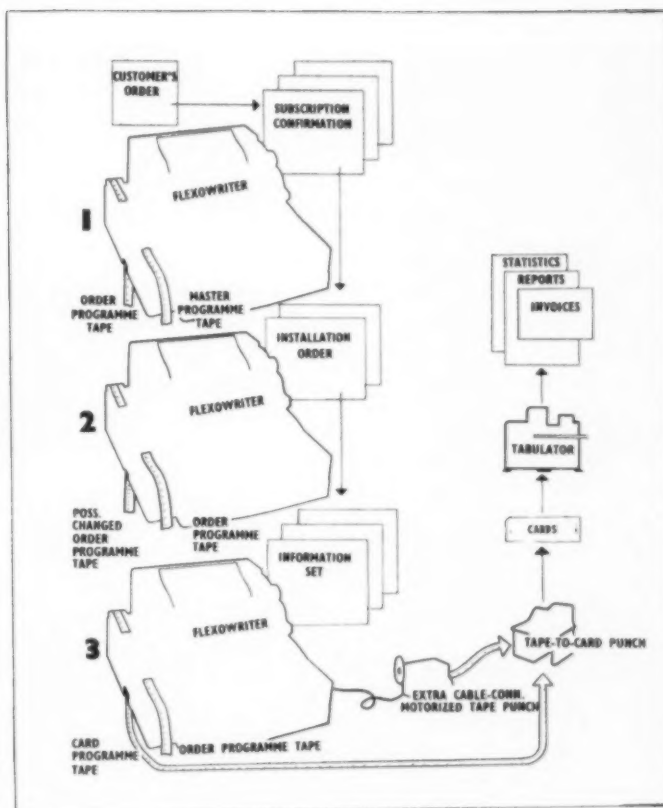 CUSTOMER'S
ORDER
SUBSCRIPTION
CONFIRMATION
FLEXOWRITER
1
ORDER
PROGRAMME
TAPE
MASTER
PROGRAMME
TAPE
INSTALLATION
ORDER
FLEXOWRITER
2
POSS.
CHANGED
ORDER
PROGRAMME
TAPE
ORDER
PROGRAMME
TAPE
INFORMATION
SET
FLEXOWRITER
3
CARD
PROGRAMME
TAPE
ORDER PROGRAMME TAPE
EXTRA CABLE-CONN.
MOTORIZED TAPE PUNCH
TAPE-TO-CARD PUNCH
CARDS
TABULATOR
STATISTICS
REPORTS
INVOICES